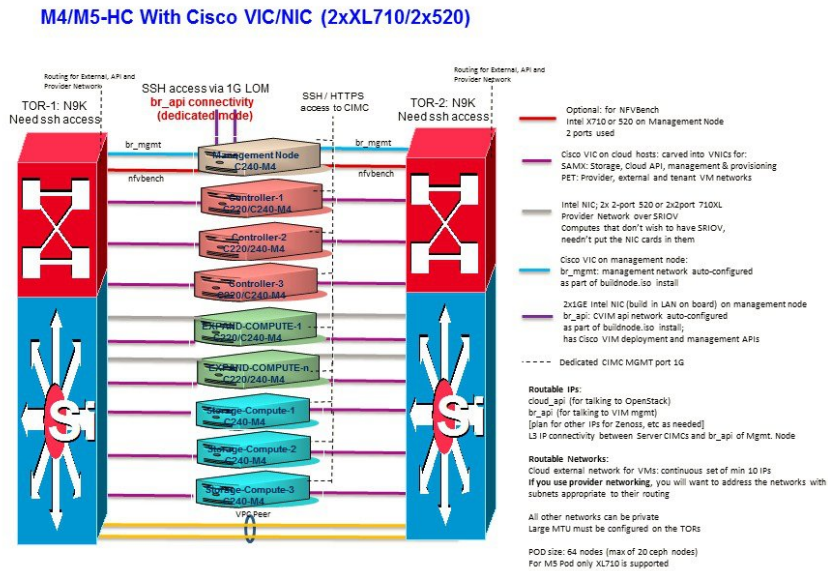 M4/M5-HC With Cisco VIC/NIC (2xXL710/2x520)
Routing for External, API and
Provider Network
TOR-1: N9K
Need ssh access
SSH access via 1G LOM
br_api connectivity
(dedicated mode)
SSH / HTTPS
access to CIMC
Routing for External, API and
Provider Network
TOR-2: N9K
Need ssh access
br_mgmt
br_mgmt
nfvbench
nfvbench
Management Node
C240-M4
Controller-1
C220/C240-M4
Controller-2
C220/240-M4
Controller-3
C220/C240-M4
EXPAND-COMPUTE-1
C220/C240-M4
EXPAND-COMPUTE-n
C220/240-M4
Storage-Compute-1
C240-M4
Storage-Compute-2
C240-M4
Storage-Compute-3
C240-M4
VPC Peer
Si
Si
Optional: for NFVBench
Intel X710 or 520 on Management Node
2 ports used
Cisco VIC on cloud hosts: carved into VNICs for:
SAMX: Storage, Cloud API, management & provisioning
PET: Provider, external and tenant VM networks
Intel NIC; 2x 2-port 520 or 2x2port 710XL
Provider Network over SRIOV
Computes that don't wish to have SRIOV,
needn't put the NIC cards in them
Cisco VIC on management node:
br_mgmt: management network auto-configured
as part of buildnode.iso install
2x1GE Intel NIC (build in LAN on board) on management node
br_api: CVIM api network auto-configured
as part of buildnode.iso install;
has Cisco VIM deployment and management APIs
Dedicated CIMC MGMT port 1G
Routable IPs:
cloud_api (for talking to OpenStack)
br_api (for talking to VIM mgmt)
[plan for other IPs for Zenoss, etc as needed]
L3 IP connectivity between Server CIMCs and br_api of Mgmt. Node
Routable Networks:
Cloud external network for VMs: continuous set of min 10 IPs
If you use provider networking, you will want to address the networks with
subnets appropriate to their routing
All other networks can be private
Large MTU must be configured on the TORs
POD size: 64 nodes (max of 20 ceph nodes)
For M5 Pod only XL710 is supported